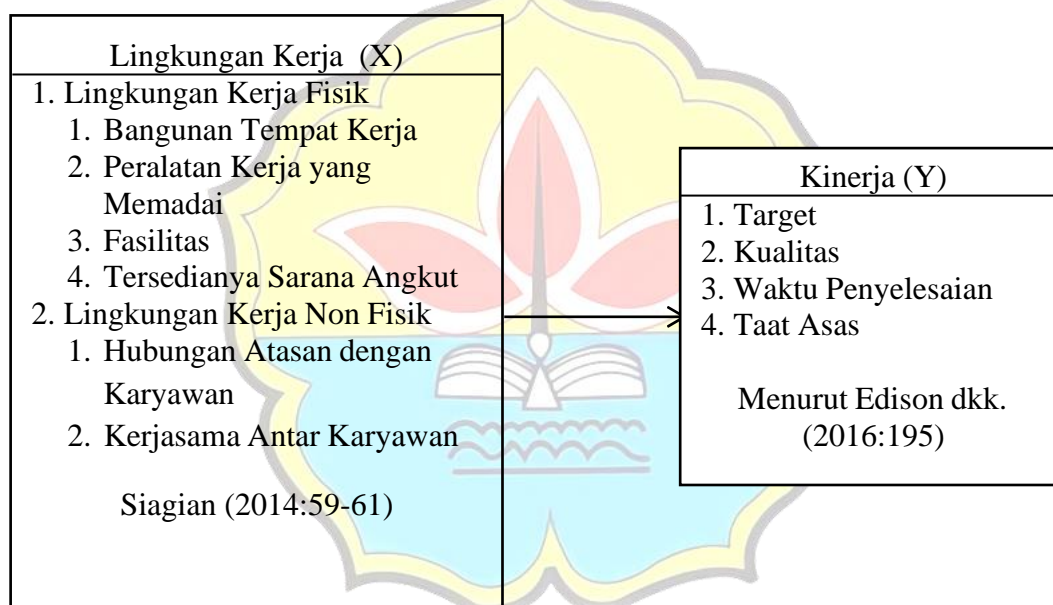 Lingkungan Kerja (X)
1. Lingkungan Kerja Fisik
1. Bangunan Tempat Kerja
2. Peralatan Kerja yang
Memadai
3. Fasilitas
4. Tersedianya Sarana Angkut
2. Lingkungan Kerja Non Fisik
1. Hubungan Atasan dengan
Karyawan
2. Kerjasama Antar Karyawan
Siagian (2014:59-61)
Kinerja (Y)
1. Target
2. Kualitas
3. Waktu Penyelesaian
4. Taat Asas
Menurut Edison dkk.
(2016:195)